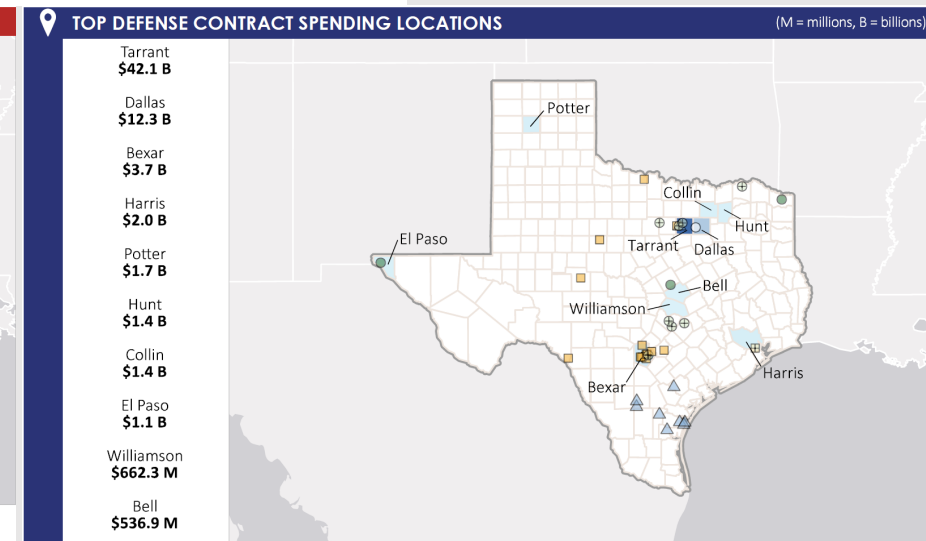 TOP DEFENSE CONTRACT SPENDING LOCATIONS
(M = millions, B = billions)
Tarrant
$42.1 B
Dallas
$12.3 B
Bexar
$3.7 B
Harris
$2.0 B
Potter
$1.7 B
Hunt
$1.4 B
Collin
$1.4 B
El Paso
$1.1 B
Williamson
$662.3 M
Bell
$536.9 M
Potter
Collin
Hunt
Tarrant
Dallas
El Paso
Bell
Williamson
Harris
Bexar